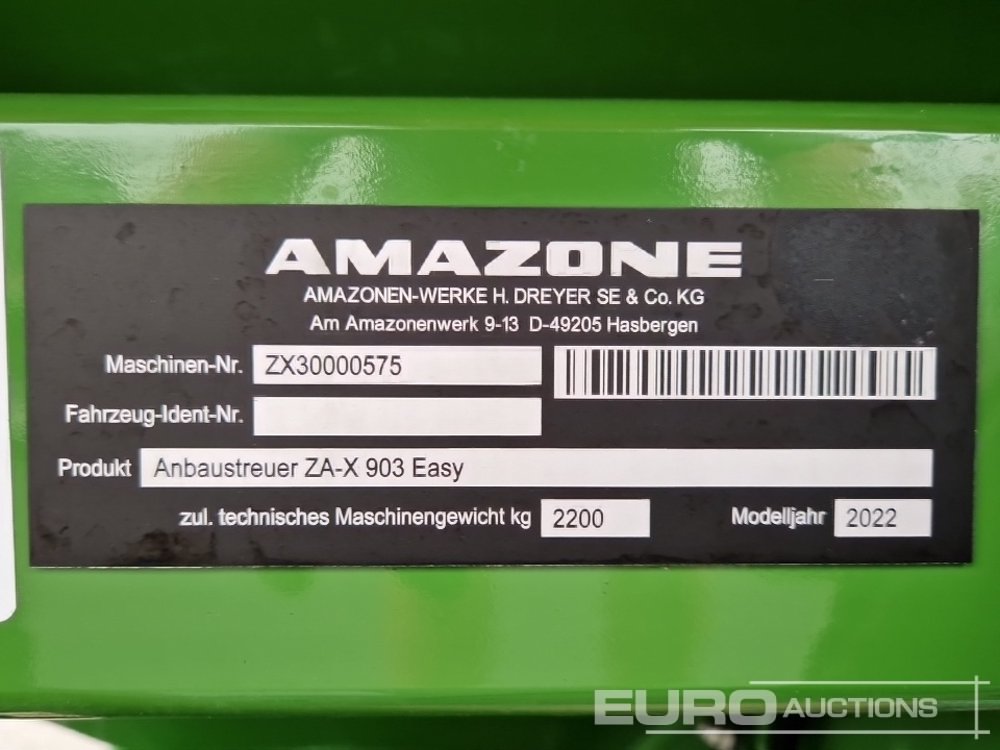 AMAZONE
AMAZONEN-WERKE H. DREYER SE & Co. KG
Am Amazonenwerk 9-13 D-49205 Hasbergen
Maschinen-Nr. ZX30000575
Fahrzeug-Ident-Nr.
Produkt Anbaustreuer ZA-X 903 Easy
zul. technisches Maschinengewicht kg 2200 Modelljahr 2022
EURO AUCTIONS